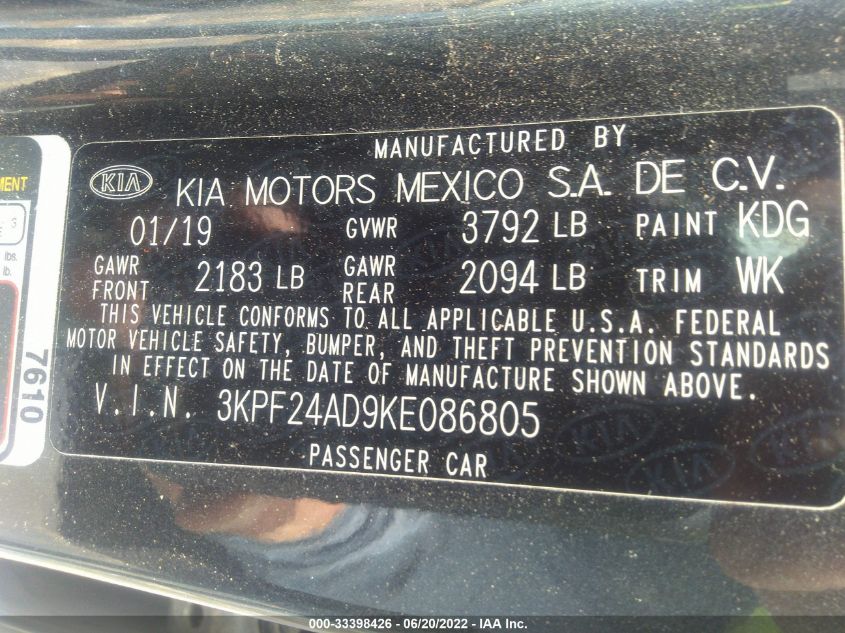 MANUFACTURED BY
KIA KIA MOTORS MEXICO S.A. DE C.V.
01/19 GVWR 3792 LB PAINT KDG
GAWR FRONT 2183 LB GAWR REAR 2094 LB TRIM WK
THIS VEHICLE CONFORMS TO ALL APPLICABLE U.S.A. FEDERAL
MOTOR VEHICLE SAFETY, BUMPER, AND THEFT PREVENTION STANDARDS
IN EFFECT ON THE DATE OF MANUFACTURE SHOWN ABOVE.
V.I.N. 3KPF24AD9KE086805
PASSENGER CAR
7610
lbs.
lb.
000-33398426 - 06/20/2022 - IAA Inc.